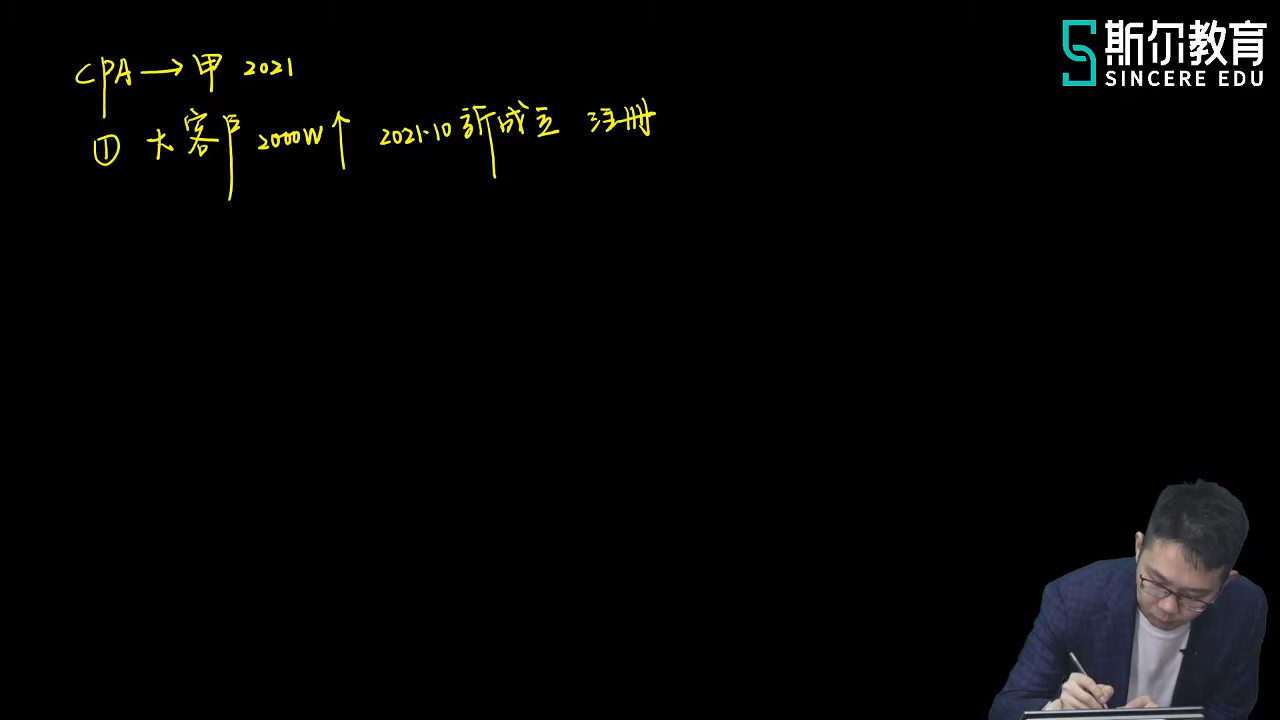 斯尔教育
SINCERE EDU
CPA → 甲 2021
① 大客户 2000W↑ 2021.10 新成立 注册